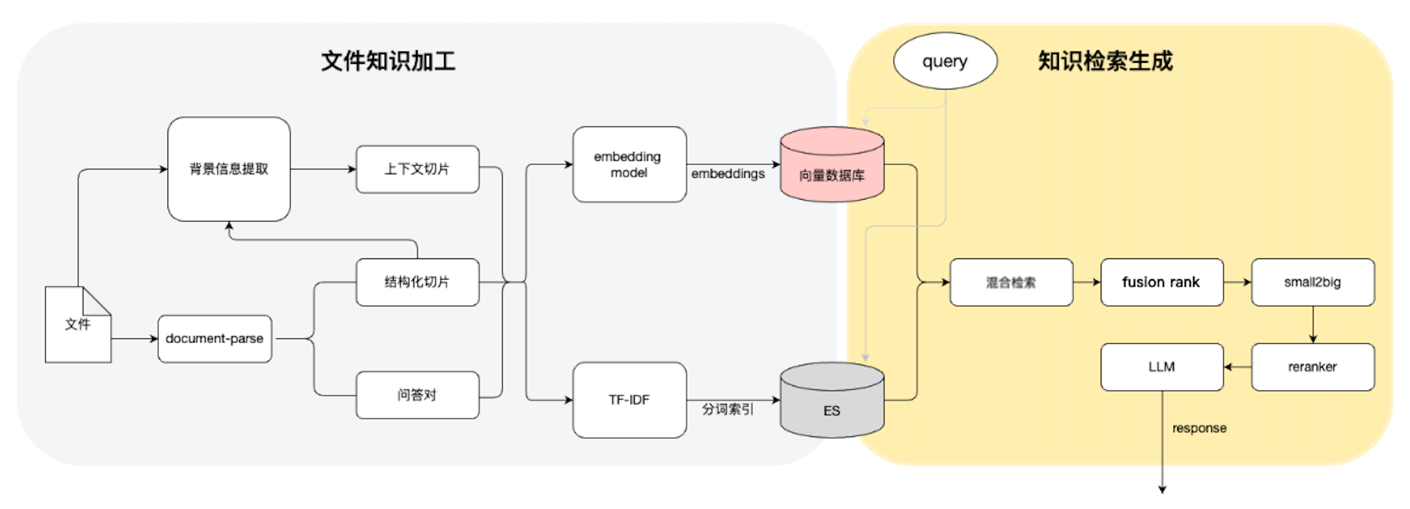 文件知识加工
query
知识检索生成
背景信息提取
上下文切片
embedding
model
embeddings
向量数据库
结构化切片
文件
document-parse
问答对
TF-IDF
分词索引
ES
混合检索
fusion rank
small2big
LLM
reranker
response